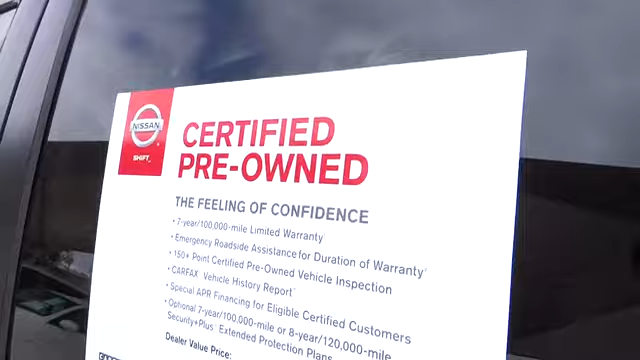 NISSAN
SHIFT_
CERTIFIED
PRE-OWNED
THE FEELING OF CONFIDENCE
• 7-year/100,000-mile Limited Warranty
• Emergency Roadside Assistance for Duration of Warranty
• 150+ Point Certified Pre-Owned Vehicle Inspection
• CARFAX Vehicle History Report
• Special APR Financing for Eligible Certified Customers
• Optional 7-year/100,000-mile or 8-year/120,000-mile
Security+Plus Extended Protection Plans
Dealer Value Price: